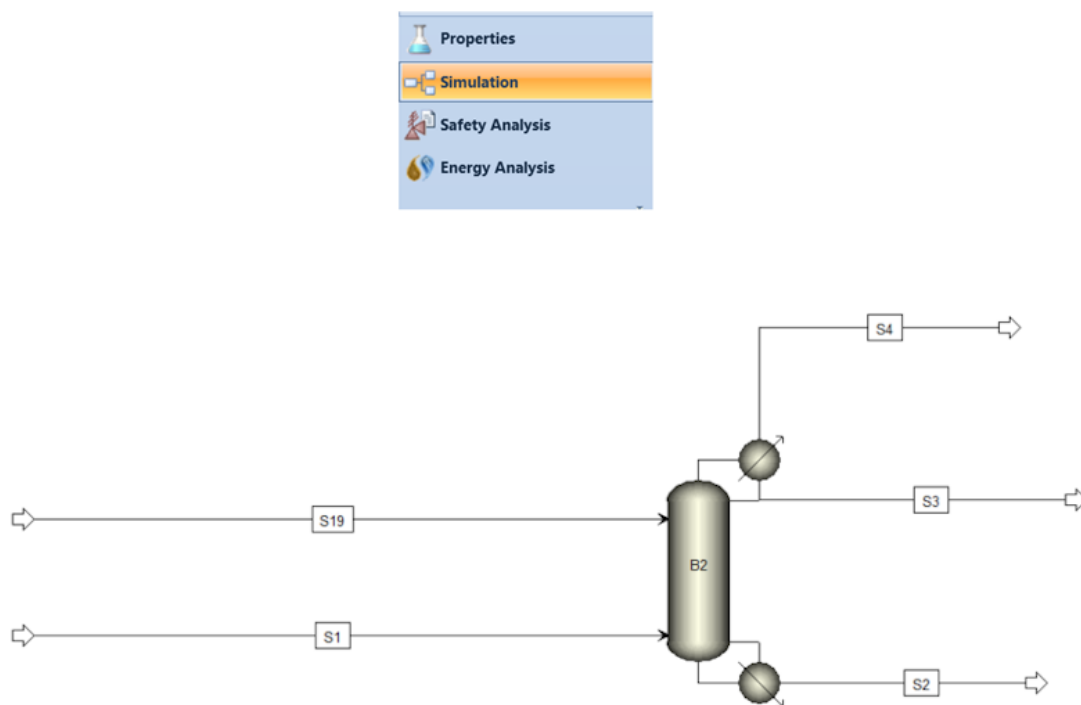 Properties
Simulation
Safety Analysis
Energy Analysis
S4
S3
S19
B2
S1
S2